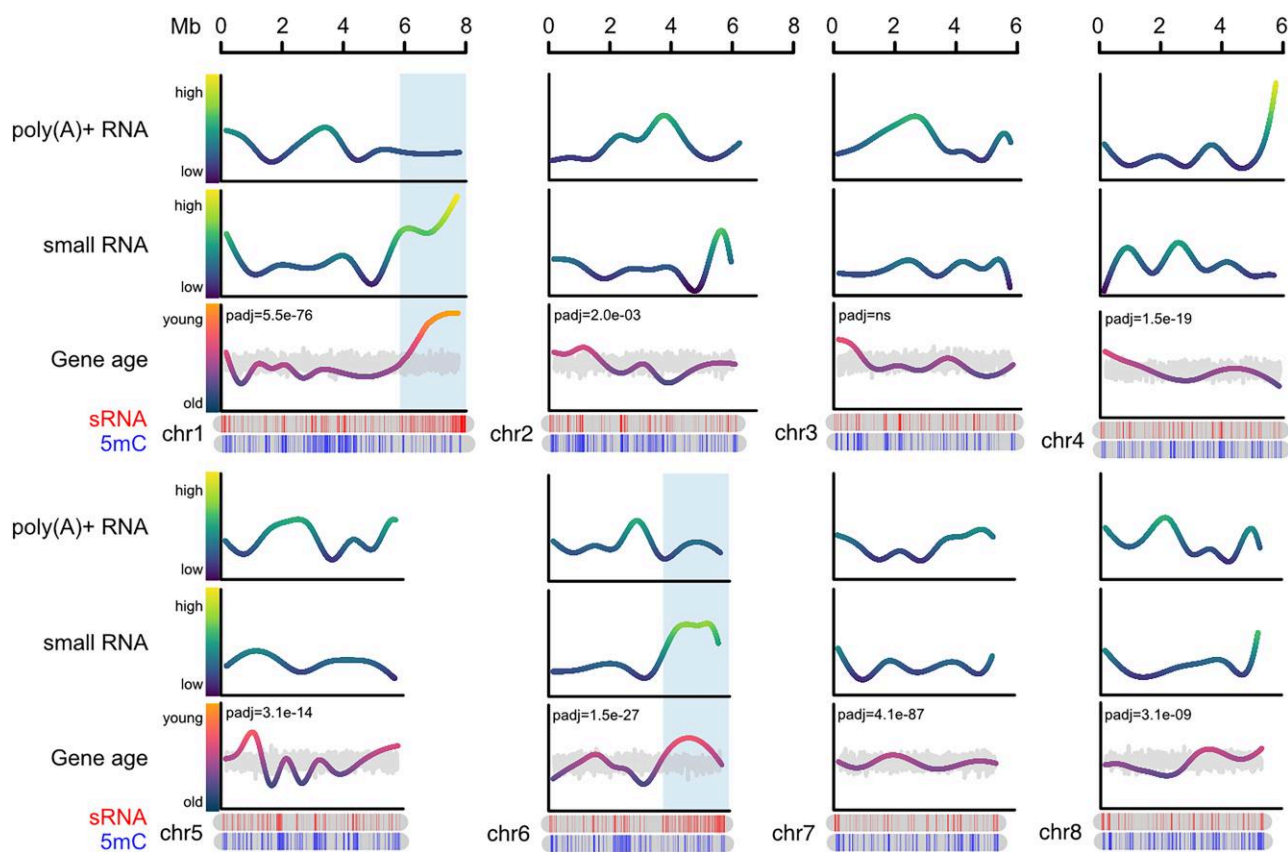 Mb 0 2 4 6 8 0 2 4 6 8 0 2 4 6 0 2 4 6
high
poly(A)+ RNA
low
high
small RNA
low
young padj=5.5e-76 padj=2.0e-03 padj=ns padj=1.5e-19
Gene age
old
sRNA
5mC chr1 chr2 chr3 chr4
high
poly(A)+ RNA
low
high
small RNA
low
young padj=3.1e-14 padj=1.5e-27 padj=4.1e-87 padj=3.1e-09
Gene age
old
sRNA
5mC chr5 chr6 chr7 chr8